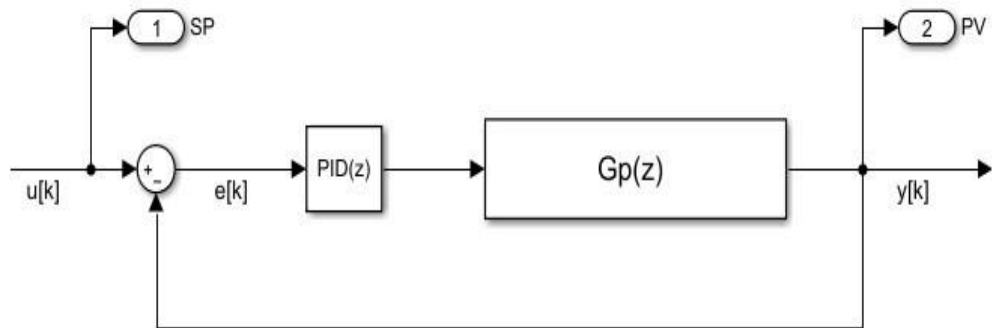 1 SP
2 PV
+
−
PID(z)
Gp(z)
u[k]
e[k]
y[k]